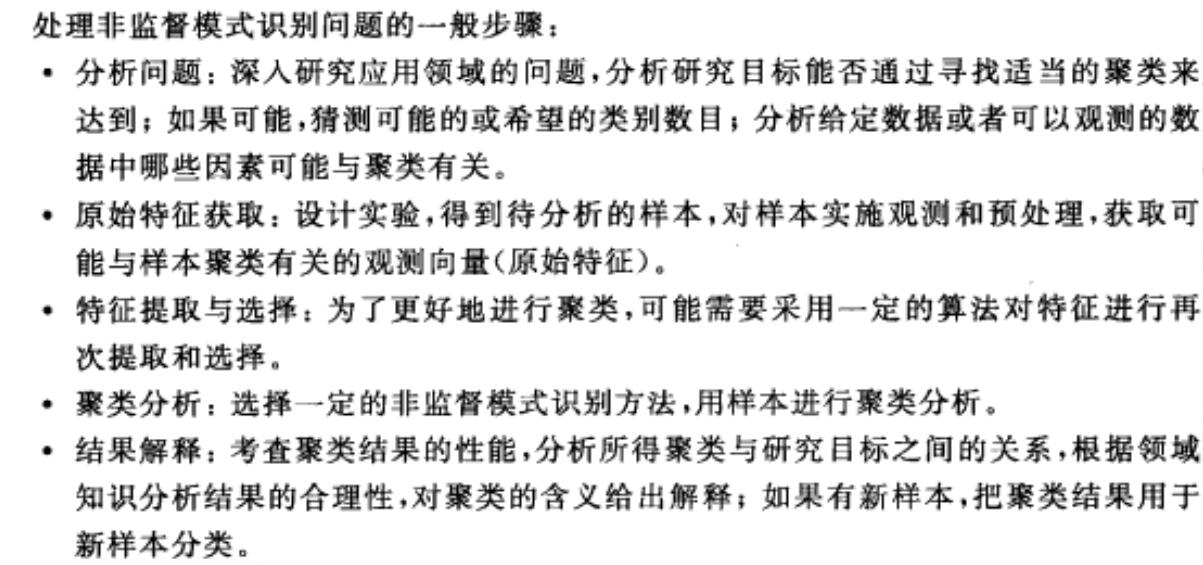 处理非监督模式识别问题的一般步骤：
• 分析问题：深入研究应用领域的问题，分析研究目标能否通过寻找适当的聚类来
达到；如果可能，猜测可能的或希望的类别数目；分析给定数据或者可以观测的数
据中哪些因素可能与聚类有关。
• 原始特征获取：设计实验，得到待分析的样本，对样本实施观测和预处理，获取可
能与样本聚类有关的观测向量(原始特征)。
• 特征提取与选择：为了更好地进行聚类，可能需要采用一定的算法对特征进行再
次提取和选择。
• 聚类分析：选择一定的非监督模式识别方法，用样本进行聚类分析。
• 结果解释：考查聚类结果的性能，分析所得聚类与研究目标之间的关系，根据领域
知识分析结果的合理性，对聚类的含义给出解释；如果有新样本，把聚类结果用于
新样本分类。